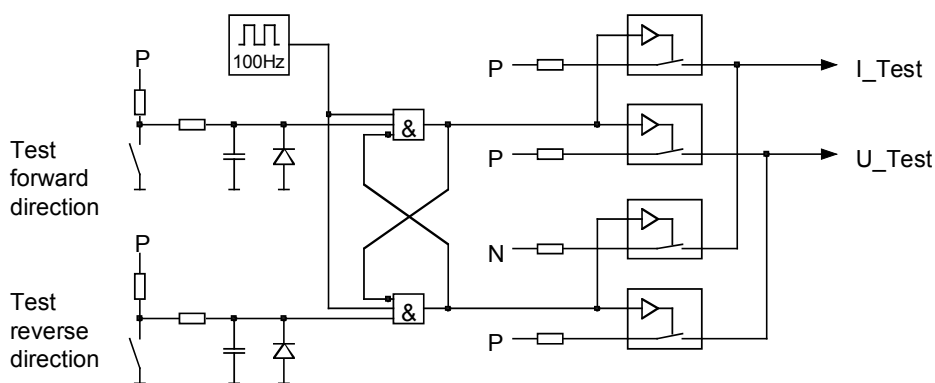 P
100Hz
Test
forward
direction
&
P
I_Test
P
U_Test
P
Test
reverse
direction
&
N
P